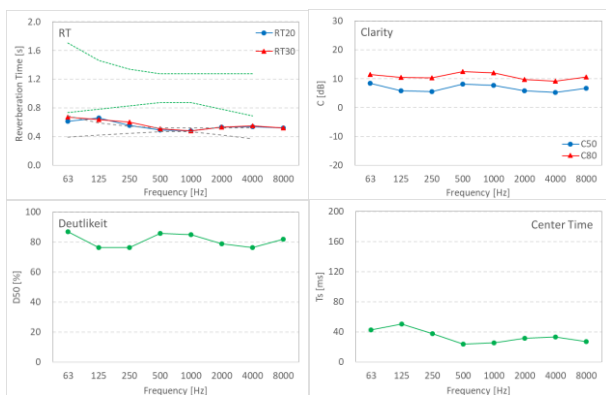 RT
RT20
RT30
Reverberation Time [s]
2.0
1.6
1.2
0.8
0.4
0.0
63 125 250 500 1000 2000 4000 8000
Frequency [Hz]
Clarity
C [dB]
30
20
10
0
-10
-20
C50
C80
63 125 250 500 1000 2000 4000 8000
Frequency [Hz]
Deutlikeit
D50 [%]
100
80
60
40
20
0
63 125 250 500 1000 2000 4000 8000
Frequency [Hz]
Center Time
Ts [ms]
200
160
120
80
40
0
63 125 250 500 1000 2000 4000 8000
Frequency [Hz]